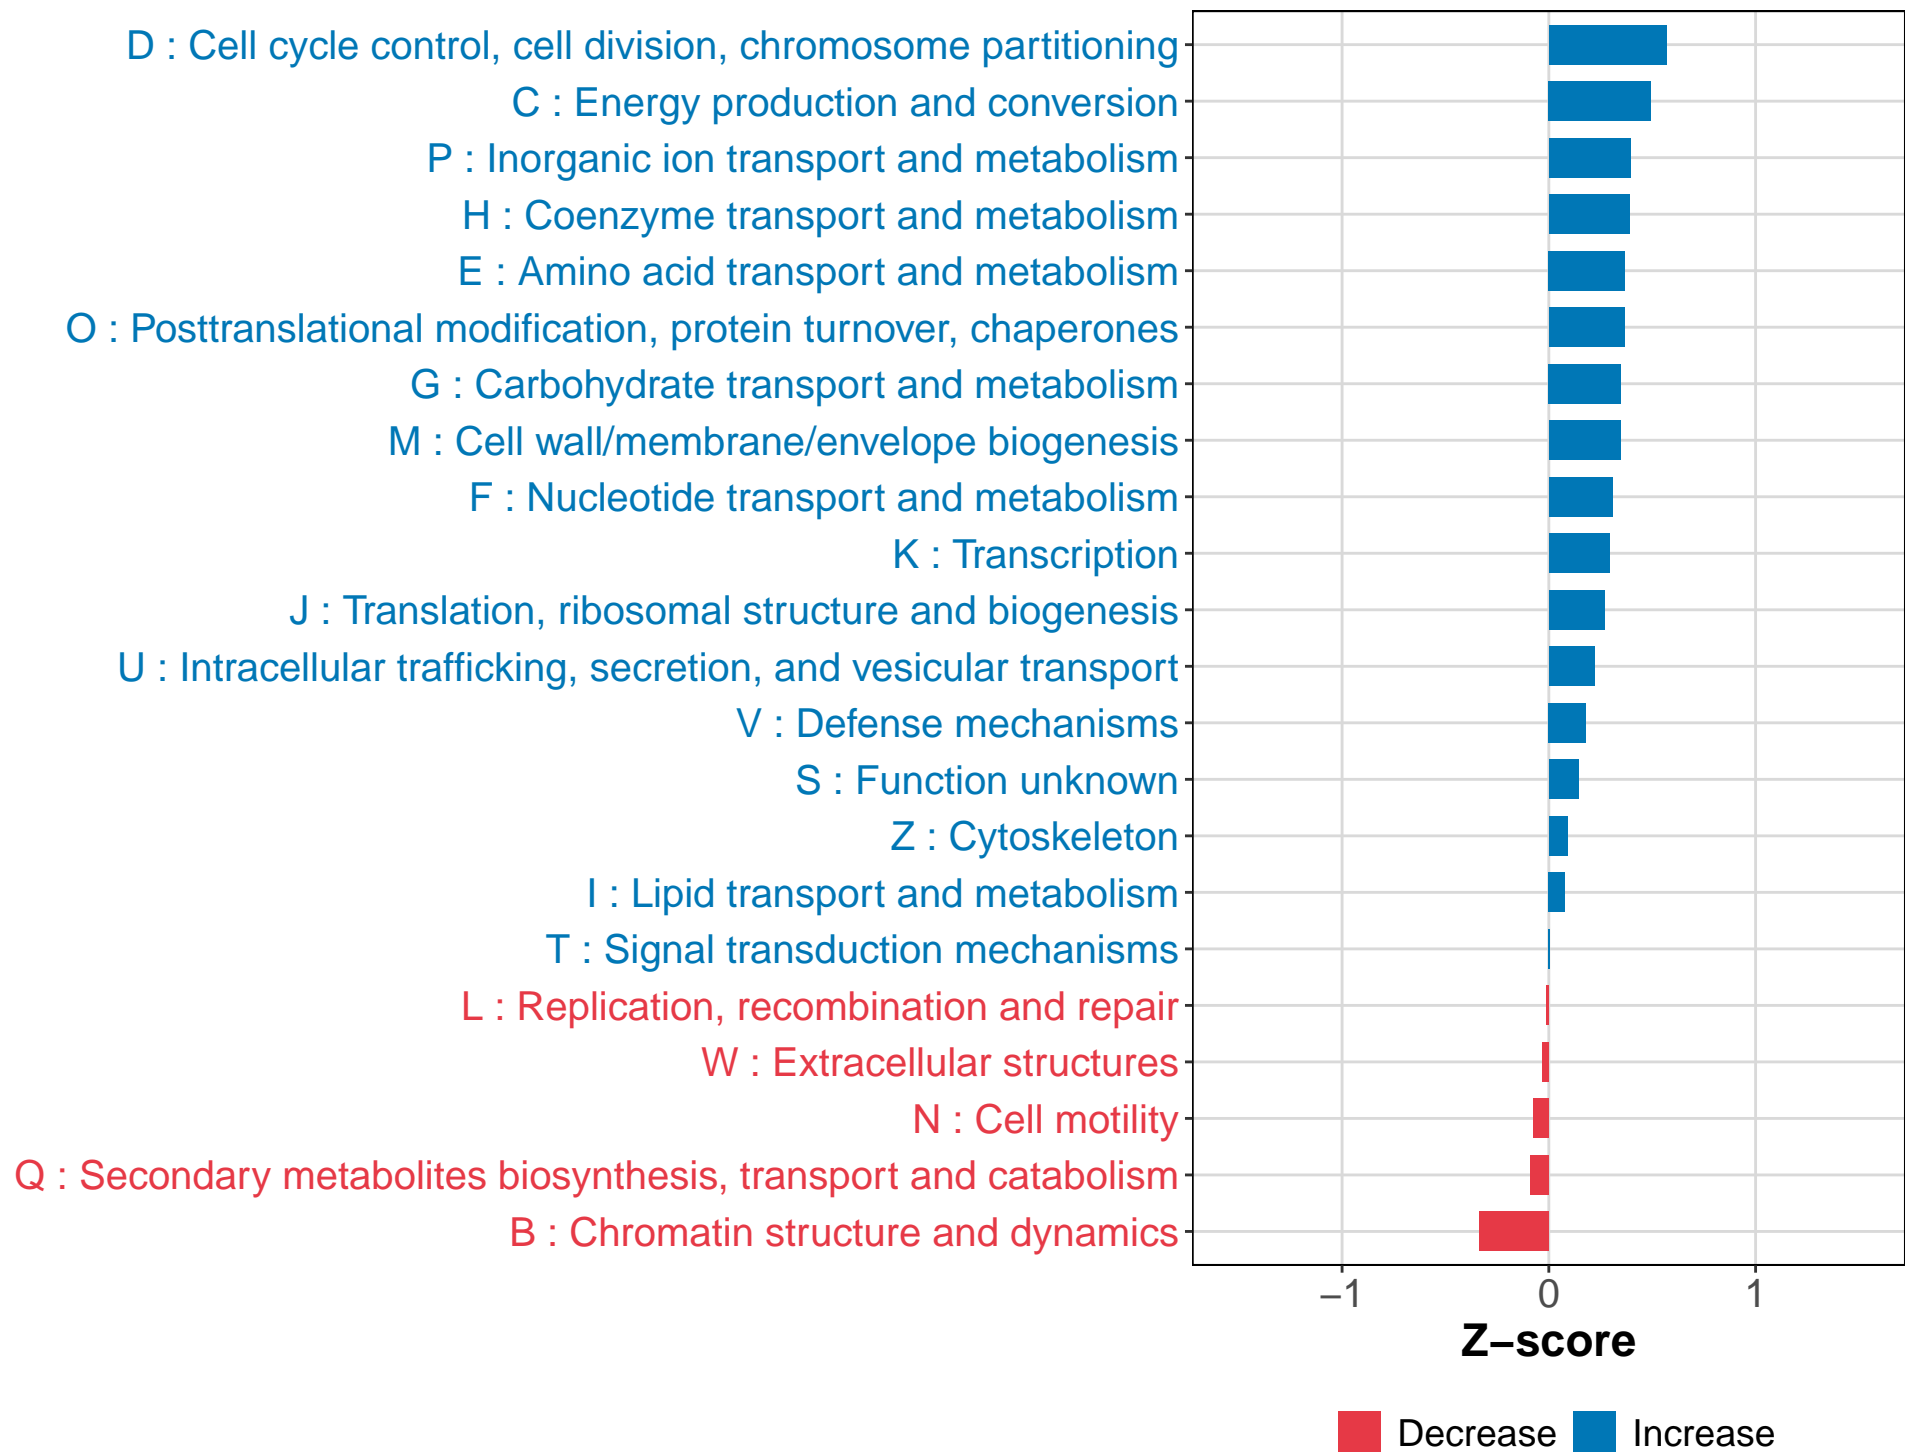 D : Cell cycle control, cell division, chromosome partitioning
C : Energy production and conversion
P : Inorganic ion transport and metabolism
H : Coenzyme transport and metabolism
E : Amino acid transport and metabolism
O : Posttranslational modification, protein turnover, chaperones
G : Carbohydrate transport and metabolism
M : Cell wall/membrane/envelope biogenesis
F : Nucleotide transport and metabolism
K : Transcription
J : Translation, ribosomal structure and biogenesis
U : Intracellular trafficking, secretion, and vesicular transport
V : Defense mechanisms
S : Function unknown
Z : Cytoskeleton
I : Lipid transport and metabolism
T : Signal transduction mechanisms
L : Replication, recombination and repair
W : Extracellular structures
N : Cell motility
Q : Secondary metabolites biosynthesis, transport and catabolism
B : Chromatin structure and dynamics
−1 0 1
Z−score
Decrease Increase